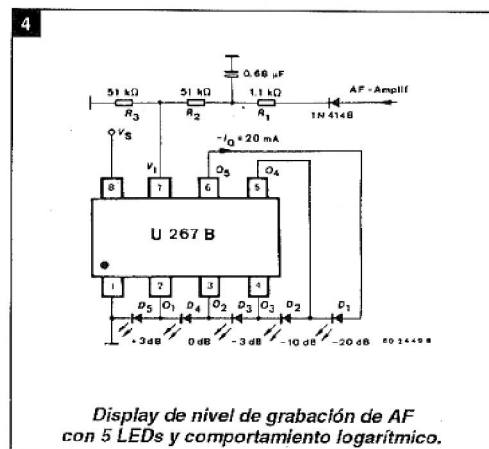 4
0.68 µF
51 kΩ 51 kΩ 1.1 kΩ AF-Amplif
R3 R2 R1 1N 4148
VS -IQ = 20 mA
VI O5 O4
8 7 6 5
U 267 B
1 2 3 4
D5 O1 D4 O2 D3 O3 D2 D1
+3 dB 0 dB -3 dB -10 dB -20 dB
Display de nivel de grabación de AF
con 5 LEDs y comportamiento logarítmico.